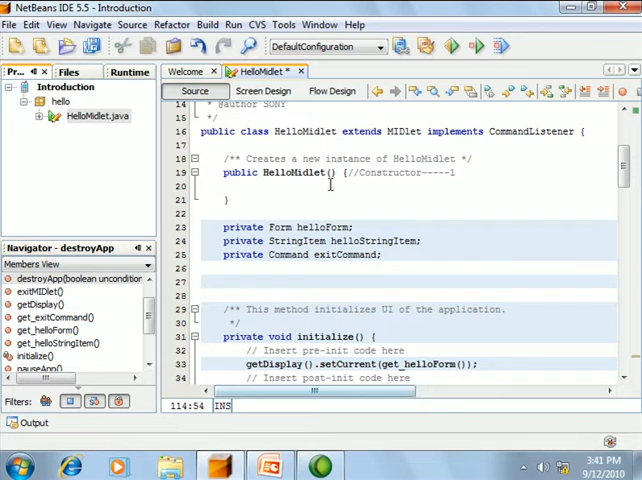 NetBeans IDE 5.5 - Introduction
File Edit View Navigate Source Refactor Build Run CVS Tools Window Help
DefaultConfiguration
Pr... Files Runtime
Welcome HelloMidlet *
Introduction
hello
HelloMidlet.java
Source Screen Design Flow Design
14 * @author SUNY
15 */
16 public class HelloMidlet extends MIDlet implements CommandListener {
17
18 /** Creates a new instance of HelloMidlet */
19 public HelloMidlet() {//Constructor-----1
20
21 }
22
23 private Form helloForm;
24 private StringItem helloStringItem;
25 private Command exitCommand;
26
27
28
29 /** This method initializes UI of the application.
30 */
31 private void initialize() {
32 // Insert pre-init code here
33 getDisplay().setCurrent(get_helloForm());
34 // Insert post-init code here
Navigator - destroyApp
Members View
destroyApp(boolean uncondition
exitMIDlet()
getDisplay()
get_exitCommand()
get_helloForm()
get_helloStringItem()
initialize()
pauseApp()
Filters:
114:54 INS
Output
3:41 PM
9/12/2010